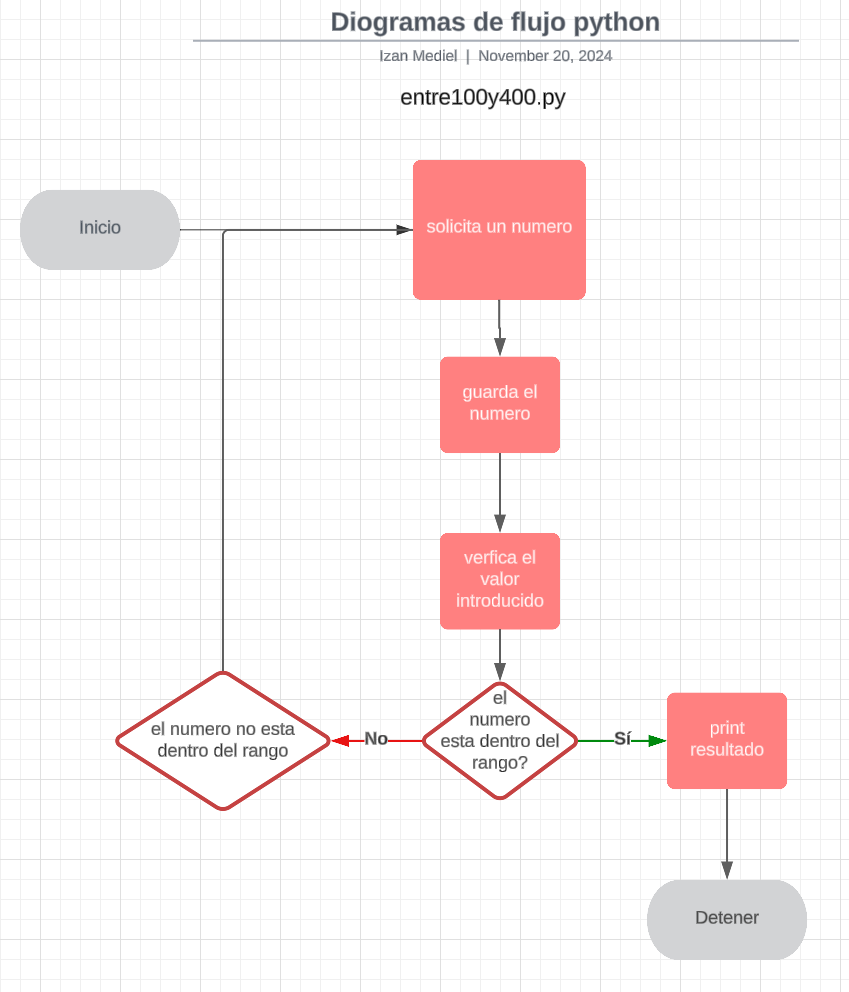 Diagramas de flujo python
Izan Mediel | November 20, 2024
entre100y400.py
Inicio
solicita un numero
guarda el
numero
verfica el
valor
introducido
el
numero
esta dentro del
rango?
No
el numero no esta
dentro del rango
Sí
print
resultado
Detener